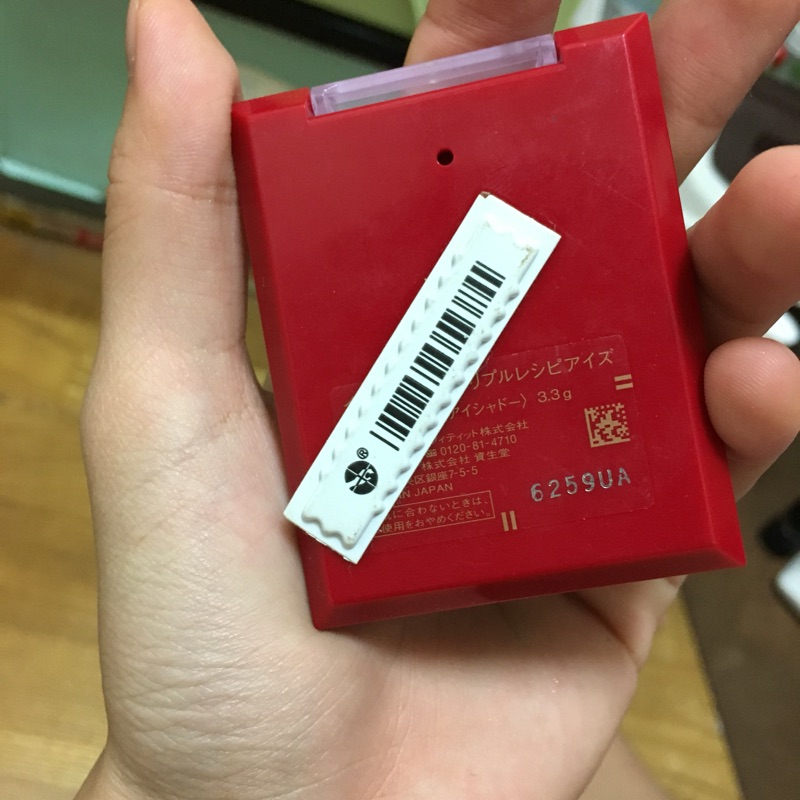 リプルレシピアイズ
アイシャドー〉 3.3g
ィティット株式会社
0120-81-4710
株式会社 資生堂
区銀座7-5-5
N JAPAN
に合わないときは、
使用をおやめください。
6259UA
®